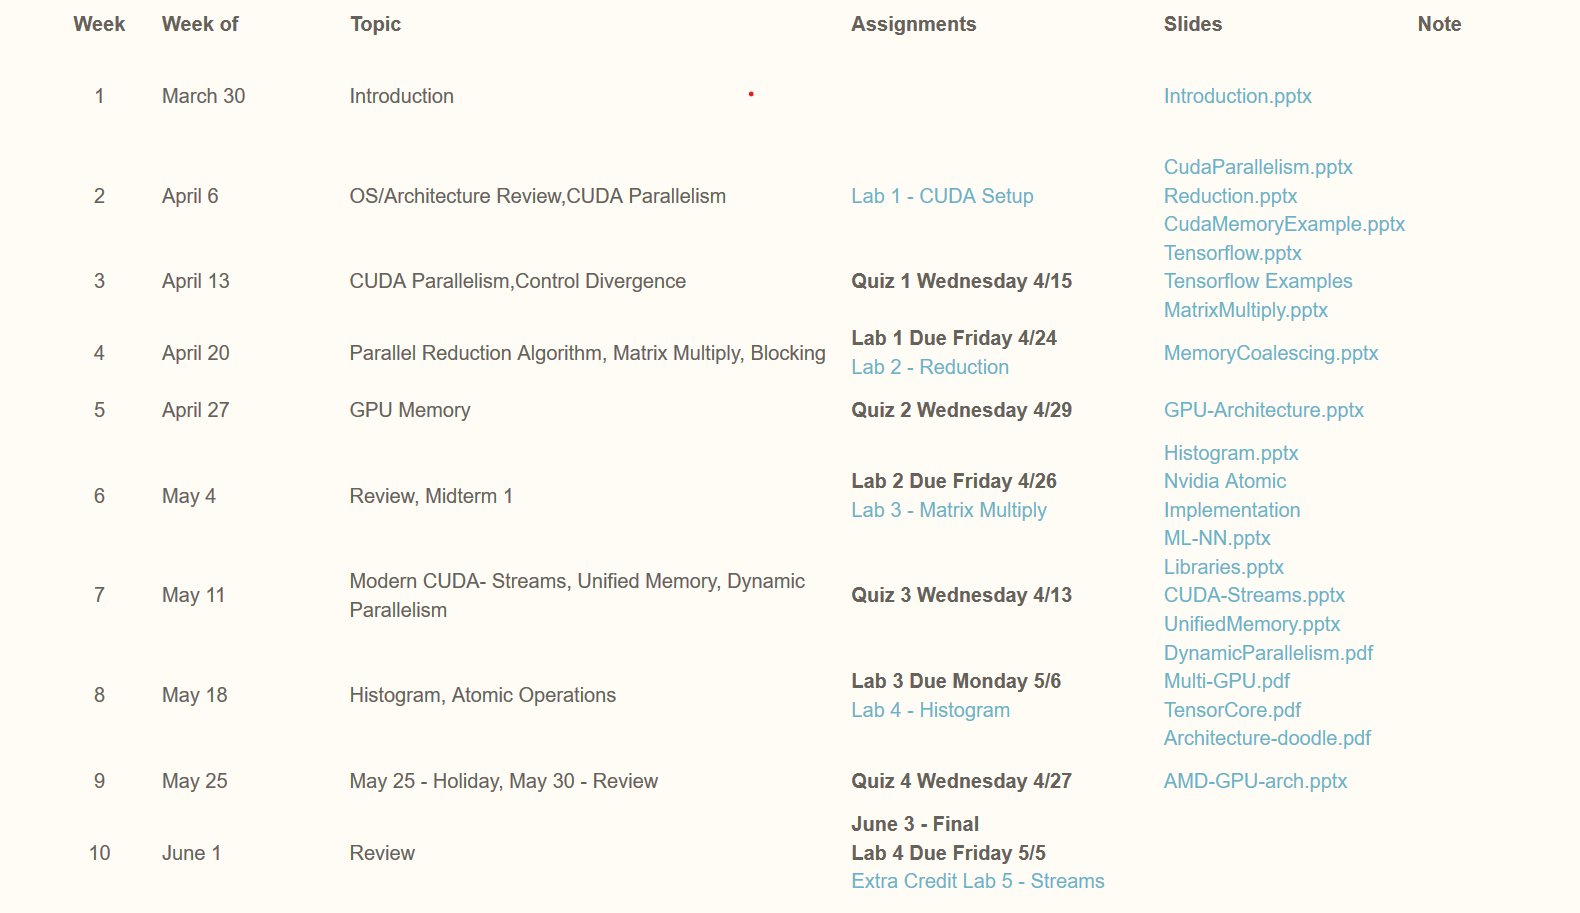 Week Week of Topic Assignments Slides Note
1 March 30 Introduction Introduction.pptx
CudaParallelism.pptx
2 April 6 OS/Architecture Review,CUDA Parallelism Lab 1 - CUDA Setup Reduction.pptx
CudaMemoryExample.pptx
Tensorflow.pptx
3 April 13 CUDA Parallelism,Control Divergence Quiz 1 Wednesday 4/15 Tensorflow Examples
MatrixMultiply.pptx
Lab 1 Due Friday 4/24
4 April 20 Parallel Reduction Algorithm, Matrix Multiply, Blocking MemoryCoalescing.pptx
Lab 2 - Reduction
5 April 27 GPU Memory Quiz 2 Wednesday 4/29 GPU-Architecture.pptx
Histogram.pptx
Lab 2 Due Friday 4/26 Nvidia Atomic
6 May 4 Review, Midterm 1
Lab 3 - Matrix Multiply Implementation
ML-NN.pptx
Libraries.pptx
Modern CUDA- Streams, Unified Memory, Dynamic
7 May 11 Quiz 3 Wednesday 4/13 CUDA-Streams.pptx
Parallelism
UnifiedMemory.pptx
DynamicParallelism.pdf
Lab 3 Due Monday 5/6 Multi-GPU.pdf
8 May 18 Histogram, Atomic Operations
Lab 4 - Histogram TensorCore.pdf
Architecture-doodle.pdf
9 May 25 May 25 - Holiday, May 30 - Review Quiz 4 Wednesday 4/27 AMD-GPU-arch.pptx
June 3 - Final
10 June 1 Review Lab 4 Due Friday 5/5
Extra Credit Lab 5 - Streams